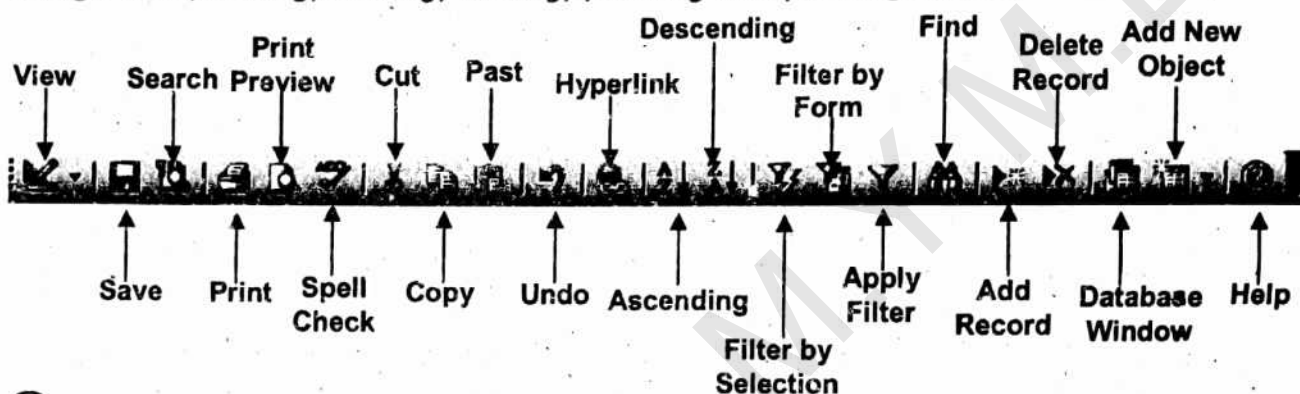 Descending
Find
Add New
Object
Print
Preview
Delete
Record
View
Search
Cut
Past
Hyperlink
Filter by
Form
Save
Print
Spell
Check
Copy
Undo
Ascending
Filter by
Selection
Apply
Filter
Add
Record
Database
Window
Help
M Y M